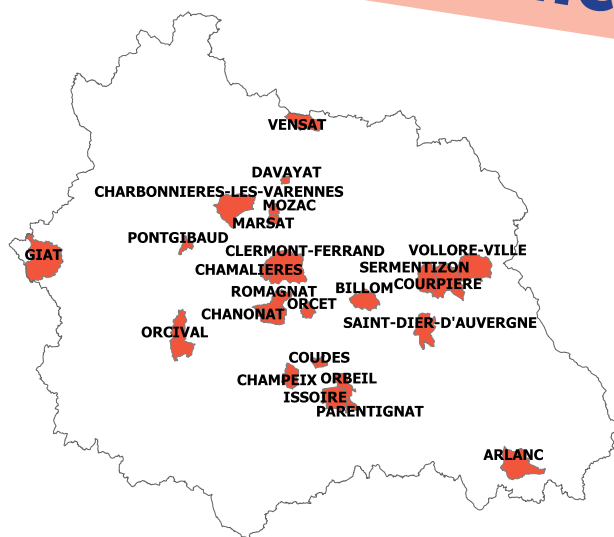 VENSAT
DAVAYAT
CHARBONNIERES-LES-VARENNES
MOZAC
MARSAT
PONTGIBAUD
GIAT
CLERMONT-FERRAND
VOLLORE-VILLE
CHAMALIERES
SERMENTIZON
COURPIERE
ROMAGNAT
BILLOM
ORCET
CHANONAT
SAINT-DIER-D'AUVERGNE
ORCIVAL
COUDES
CHAMPEIX
ORBEIL
ISSOIRE
PARENTIGNAT
ARLANC